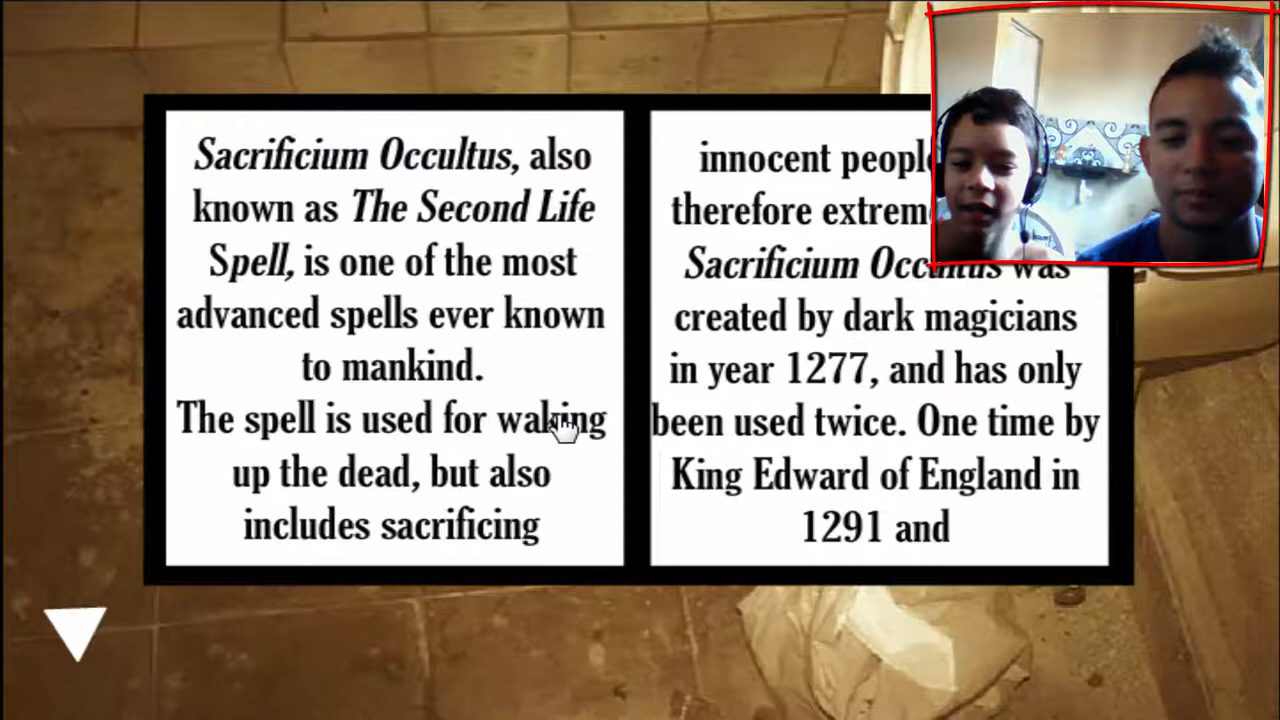 Sacrificium Occultus, also
known as The Second Life
Spell, is one of the most
advanced spells ever known
to mankind.
The spell is used for waking
up the dead, but also
includes sacrificing
innocent people
therefore extrem
Sacrificium Occultus was
created by dark magicians
in year 1277, and has only
been used twice. One time by
King Edward of England in
1291 and